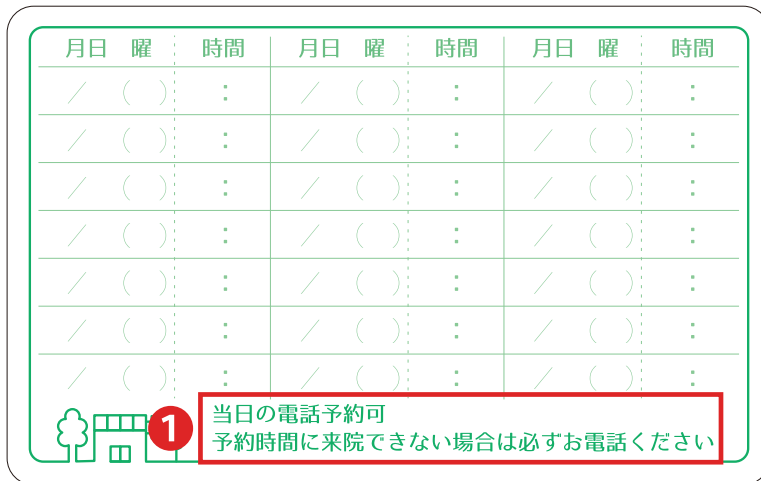 月日 曜 時間 月日 曜 時間 月日 曜 時間
/ ( ) : / ( ) : / ( ) :
/ ( ) : / ( ) : / ( ) :
/ ( ) : / ( ) : / ( ) :
/ ( ) : / ( ) : / ( ) :
/ ( ) : / ( ) : / ( ) :
/ ( ) : / ( ) : / ( ) :
/ ( ) : / ( ) : / ( ) :
1
当日の電話予約可
予約時間に来院できない場合は必ずお電話ください